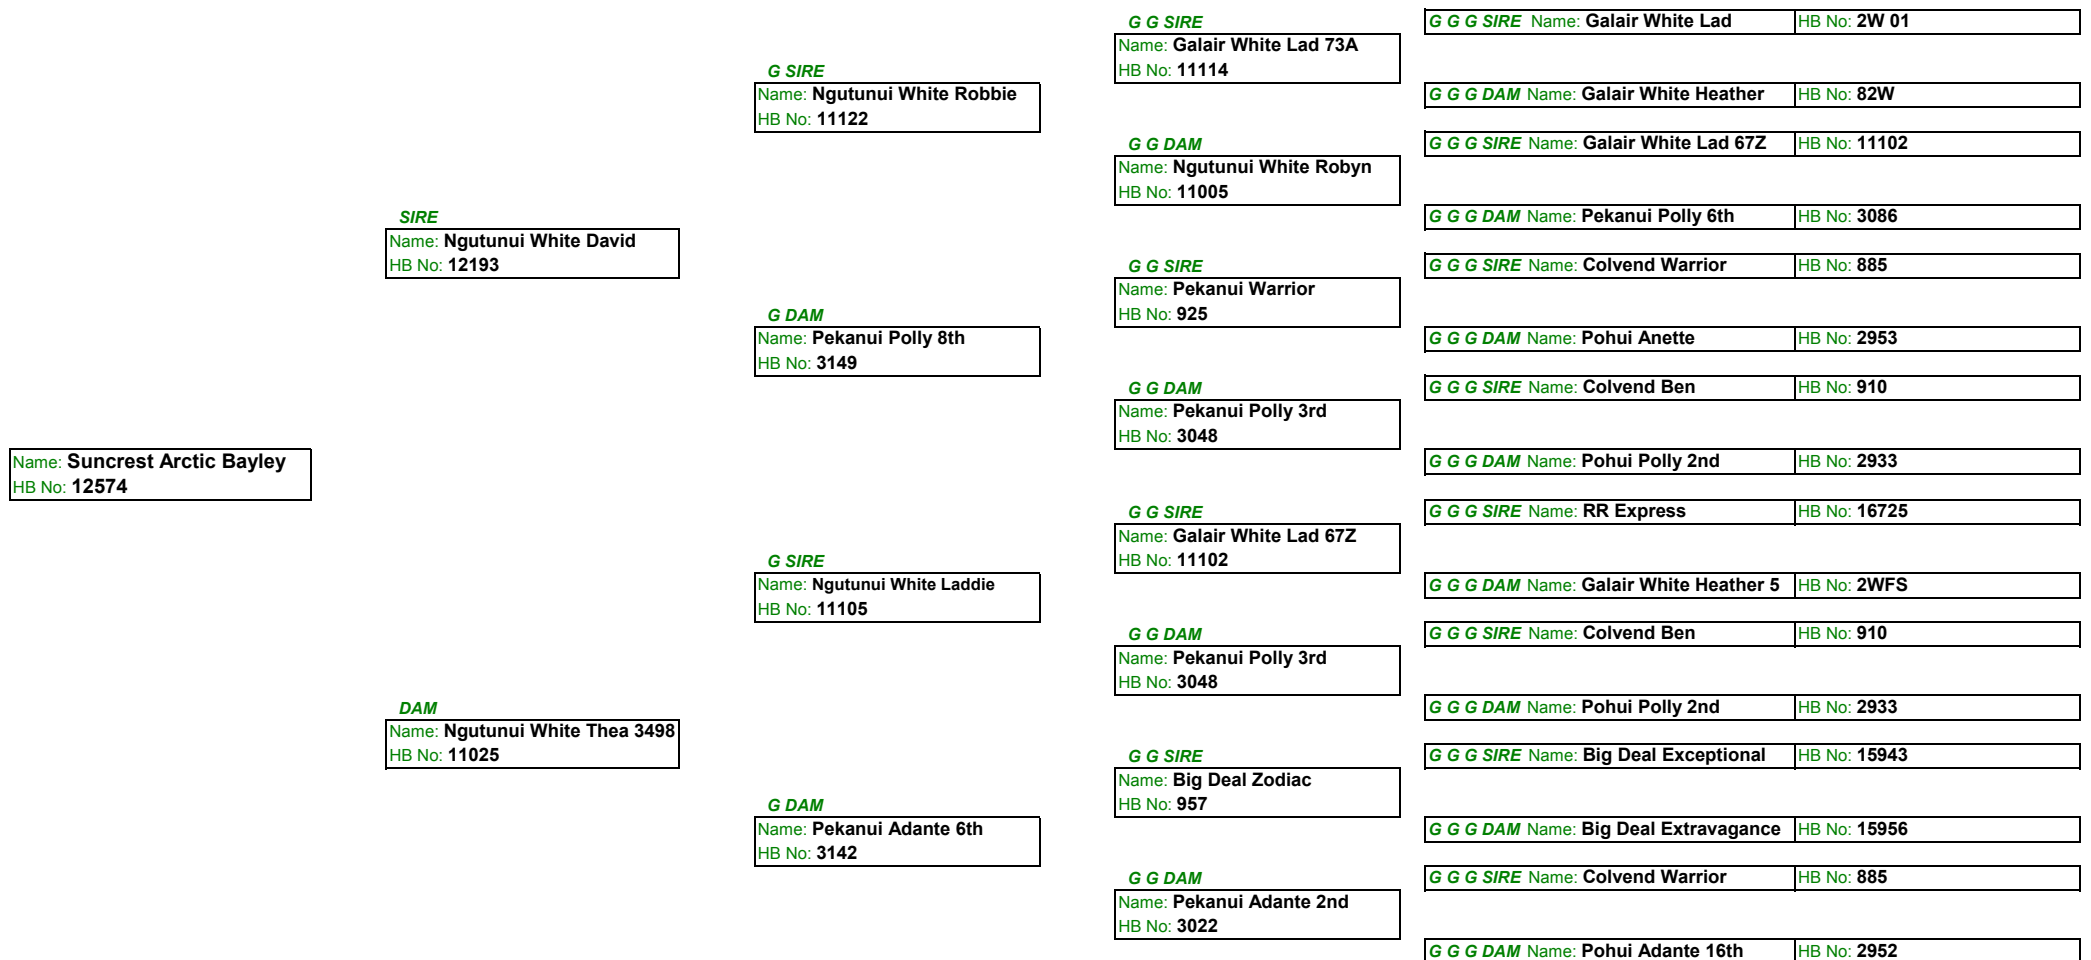 G G SIRE
Name: Galair White Lad 73A
HB No: 11114
G G G SIRE Name: Galair White Lad HB No: 2W 01
G SIRE
Name: Ngutunui White Robbie
HB No: 11122
G G G DAM Name: Galair White Heather HB No: 82W
G G DAM
Name: Ngutunui White Robyn
HB No: 11005
G G G SIRE Name: Galair White Lad 67Z HB No: 11102
SIRE
Name: Ngutunui White David
HB No: 12193
G G G DAM Name: Pekanui Polly 6th HB No: 3086
G G SIRE
Name: Pekanui Warrior
HB No: 925
G G G SIRE Name: Colvend Warrior HB No: 885
G DAM
Name: Pekanui Polly 8th
HB No: 3149
G G G DAM Name: Pohui Anette HB No: 2953
G G DAM
Name: Pekanui Polly 3rd
HB No: 3048
G G G SIRE Name: Colvend Ben HB No: 910
Name: Suncrest Arctic Bayley
HB No: 12574
G G G DAM Name: Pohui Polly 2nd HB No: 2933
G G SIRE
Name: Galair White Lad 67Z
HB No: 11102
G G G SIRE Name: RR Express HB No: 16725
G SIRE
Name: Ngutunui White Laddie
HB No: 11105
G G G DAM Name: Galair White Heather 5 HB No: 2WFS
G G DAM
Name: Pekanui Polly 3rd
HB No: 3048
G G G SIRE Name: Colvend Ben HB No: 910
DAM
Name: Ngutunui White Thea 3498
HB No: 11025
G G G DAM Name: Pohui Polly 2nd HB No: 2933
G G SIRE
Name: Big Deal Zodiac
HB No: 957
G G G SIRE Name: Big Deal Exceptional HB No: 15943
G DAM
Name: Pekanui Adante 6th
HB No: 3142
G G G DAM Name: Big Deal Extravagance HB No: 15956
G G DAM
Name: Pekanui Adante 2nd
HB No: 3022
G G G SIRE Name: Colvend Warrior HB No: 885
G G G DAM Name: Pohui Adante 16th HB No: 2952